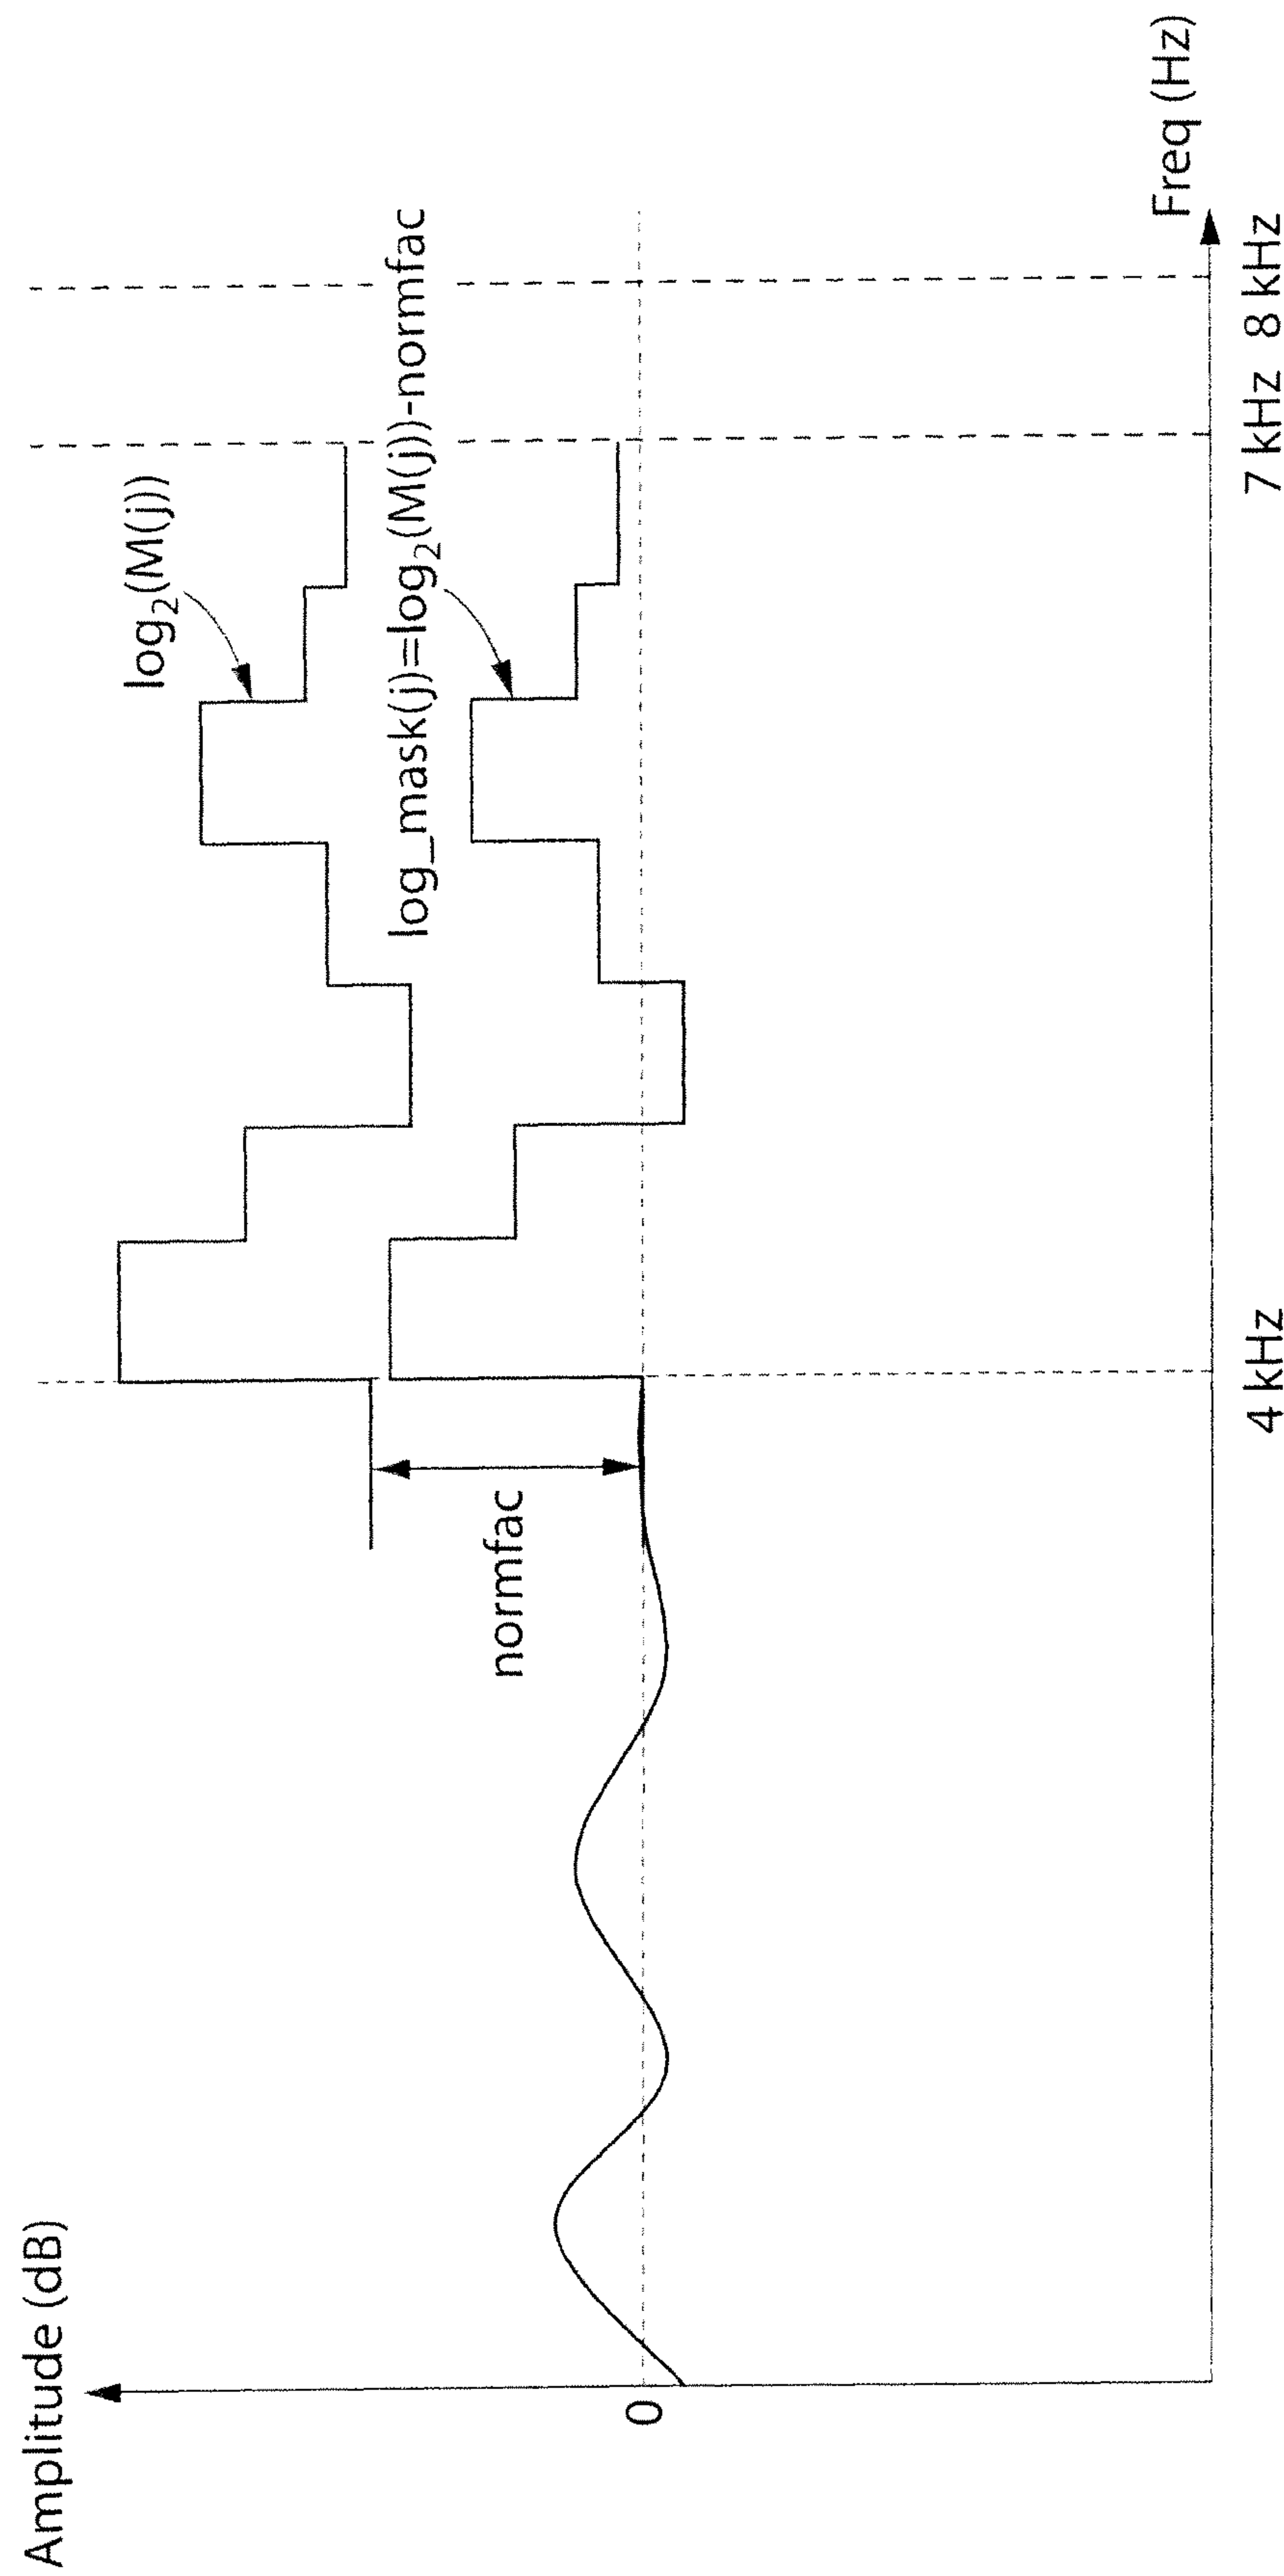 Amplitude (dB)
log₂(M(j))
log_mask(j)=log₂(M(j))-normfac
normfac
0
4 kHz
7 kHz
8 kHz
Freq (Hz)